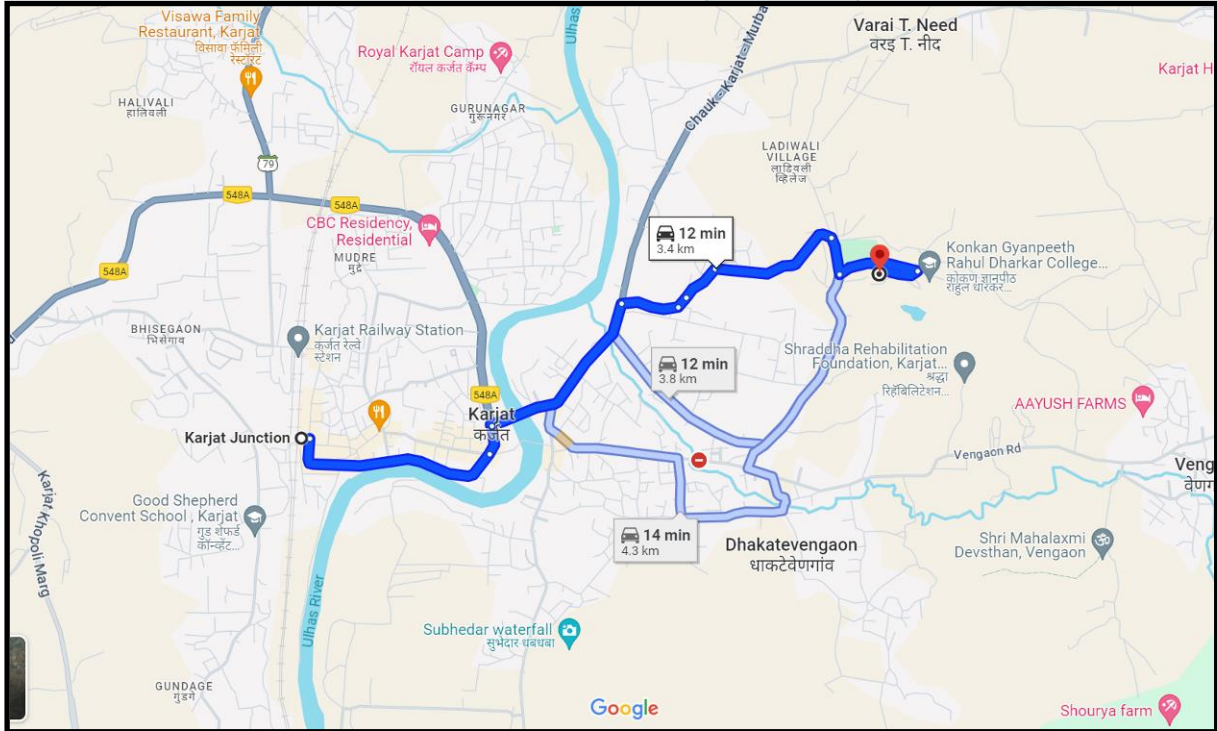 Visawa Family
Restaurant, Karjat
विसावा फॅमिली
रेस्टॉरंट
Royal Karjat Camp
रॉयल कर्जत कॅम्प
Ulhas
Chauk - Karjat - Murba
Varai T. Need
वरइ T. नीद
Karjat H
HALIVALI
हालिवली
GURUNAGAR
गुरूनगर
79
LADIWALI
VILLAGE
लाडिवली
व्हिलेज
548A
548A
CBC Residency,
Residential
MUDRE
मुद्रे
12 min
3.4 km
Konkan Gyanpeeth
Rahul Dharkar College...
कोकण ज्ञानपीठ
राहुल धारकर...
548A
BHISEGAON
भिसेगाव
Karjat Railway Station
कर्जत रेल्वे
स्टेशन
12 min
3.8 km
Shraddha Rehabilitation
Foundation, Karjat...
श्रद्धा
रिहॅबिलिटेशन...
548A
Karjat
कर्जत
AAYUSH FARMS
Karjat Junction
Vengaon Rd
Veng
वेणग
Karjat Khopoli Marg
Good Shepherd
Convent School , Karjat
गुड शेफर्ड
कॉन्व्हेंट...
14 min
4.3 km
Dhakatevengaon
धाकटेवेणगांव
Shri Mahalaxmi
Devsthan, Vengaon
Ulhas River
Subhedar waterfall
सुभेदार धबधबा
GUNDAGE
गुंडगे
Google
Shourya farm